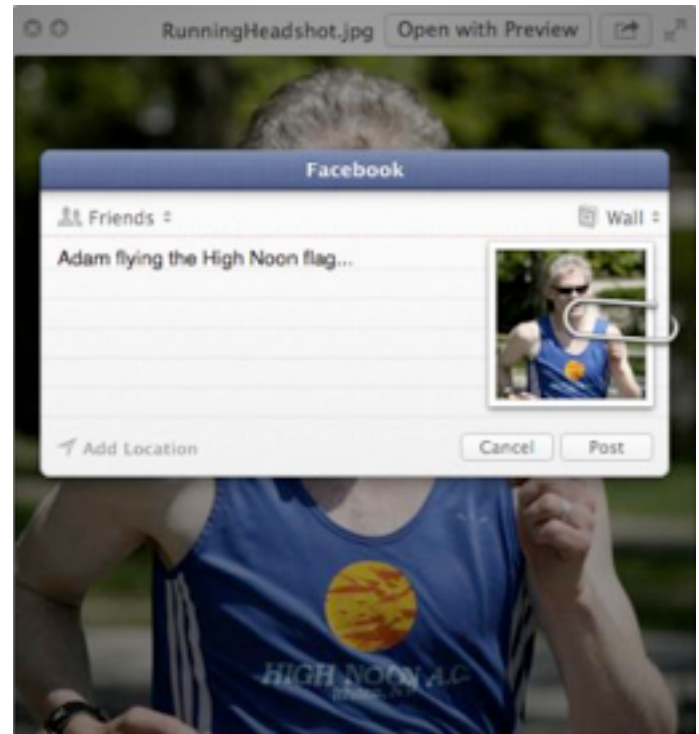 RunningHeadshot.jpg Open with Preview
Facebook
Friends Wall
Adam flying the High Noon flag...
Add Location Cancel Post
HIGH NOON A.C.
Ithaca, N.Y.